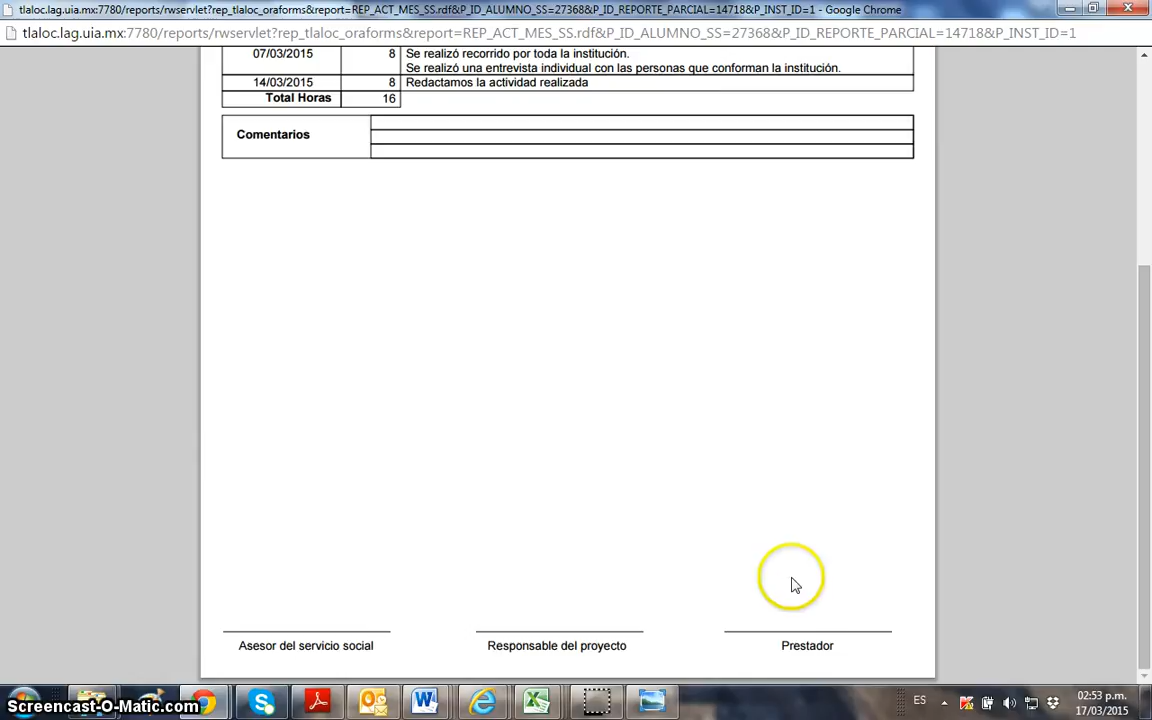 tlaloc.lag.uia.mx:7780/reports/rwservlet?rep_tlaloc_oraforms&report=REP_ACT_MES_SS.rdf&P_ID_ALUMNO_SS=27368&P_ID_REPORTE_PARCIAL=14718&P_INST_ID=1 - Google Chrome
tlaloc.lag.uia.mx:7780/reports/rwservlet?rep_tlaloc_oraforms&report=REP_ACT_MES_SS.rdf&P_ID_ALUMNO_SS=27368&P_ID_REPORTE_PARCIAL=14718&P_INST_ID=1
07/03/2015 8 Se realizó recorrido por toda la institución.
Se realizó una entrevista individual con las personas que conforman la institución.
14/03/2015 8 Redactamos la actividad realizada
Total Horas 16
Comentarios
Asesor del servicio social Responsable del proyecto Prestador
ES 02:53 p.m.
Screencast-O-Matic.com 17/03/2015